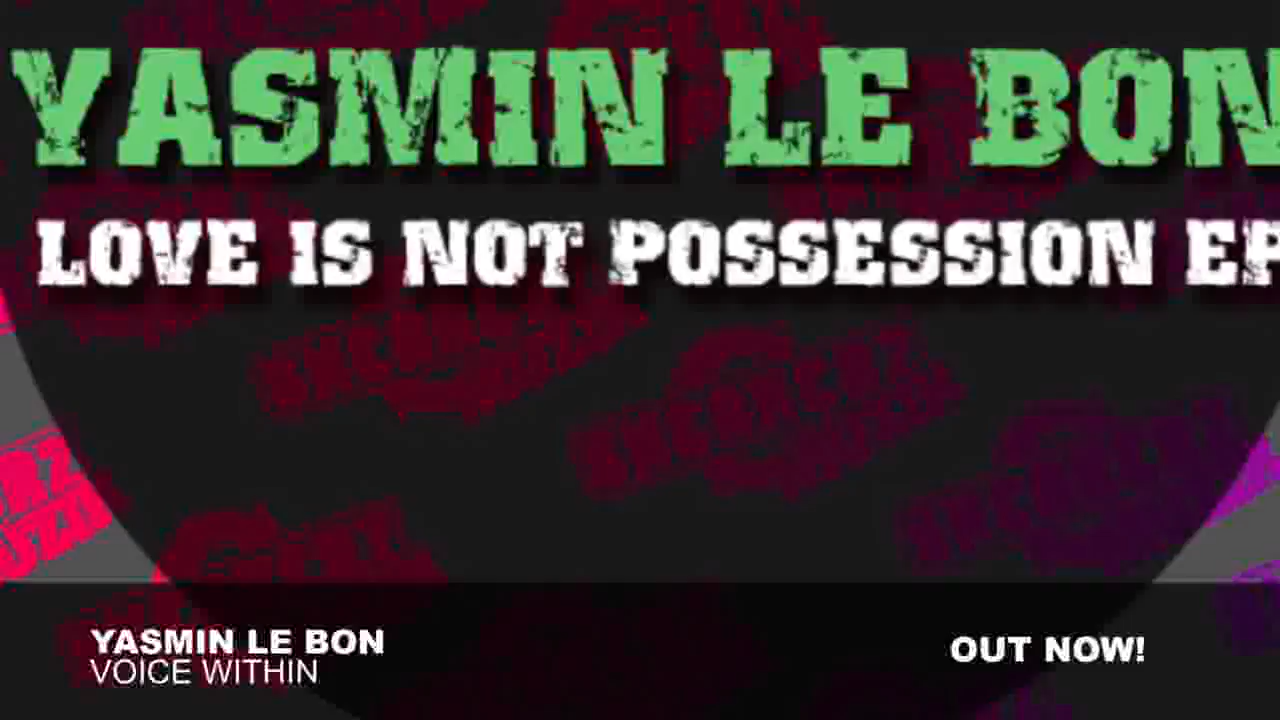 YASMIN LE BON
LOVE IS NOT POSSESSION EP
YASMIN LE BON
VOICE WITHIN
OUT NOW!